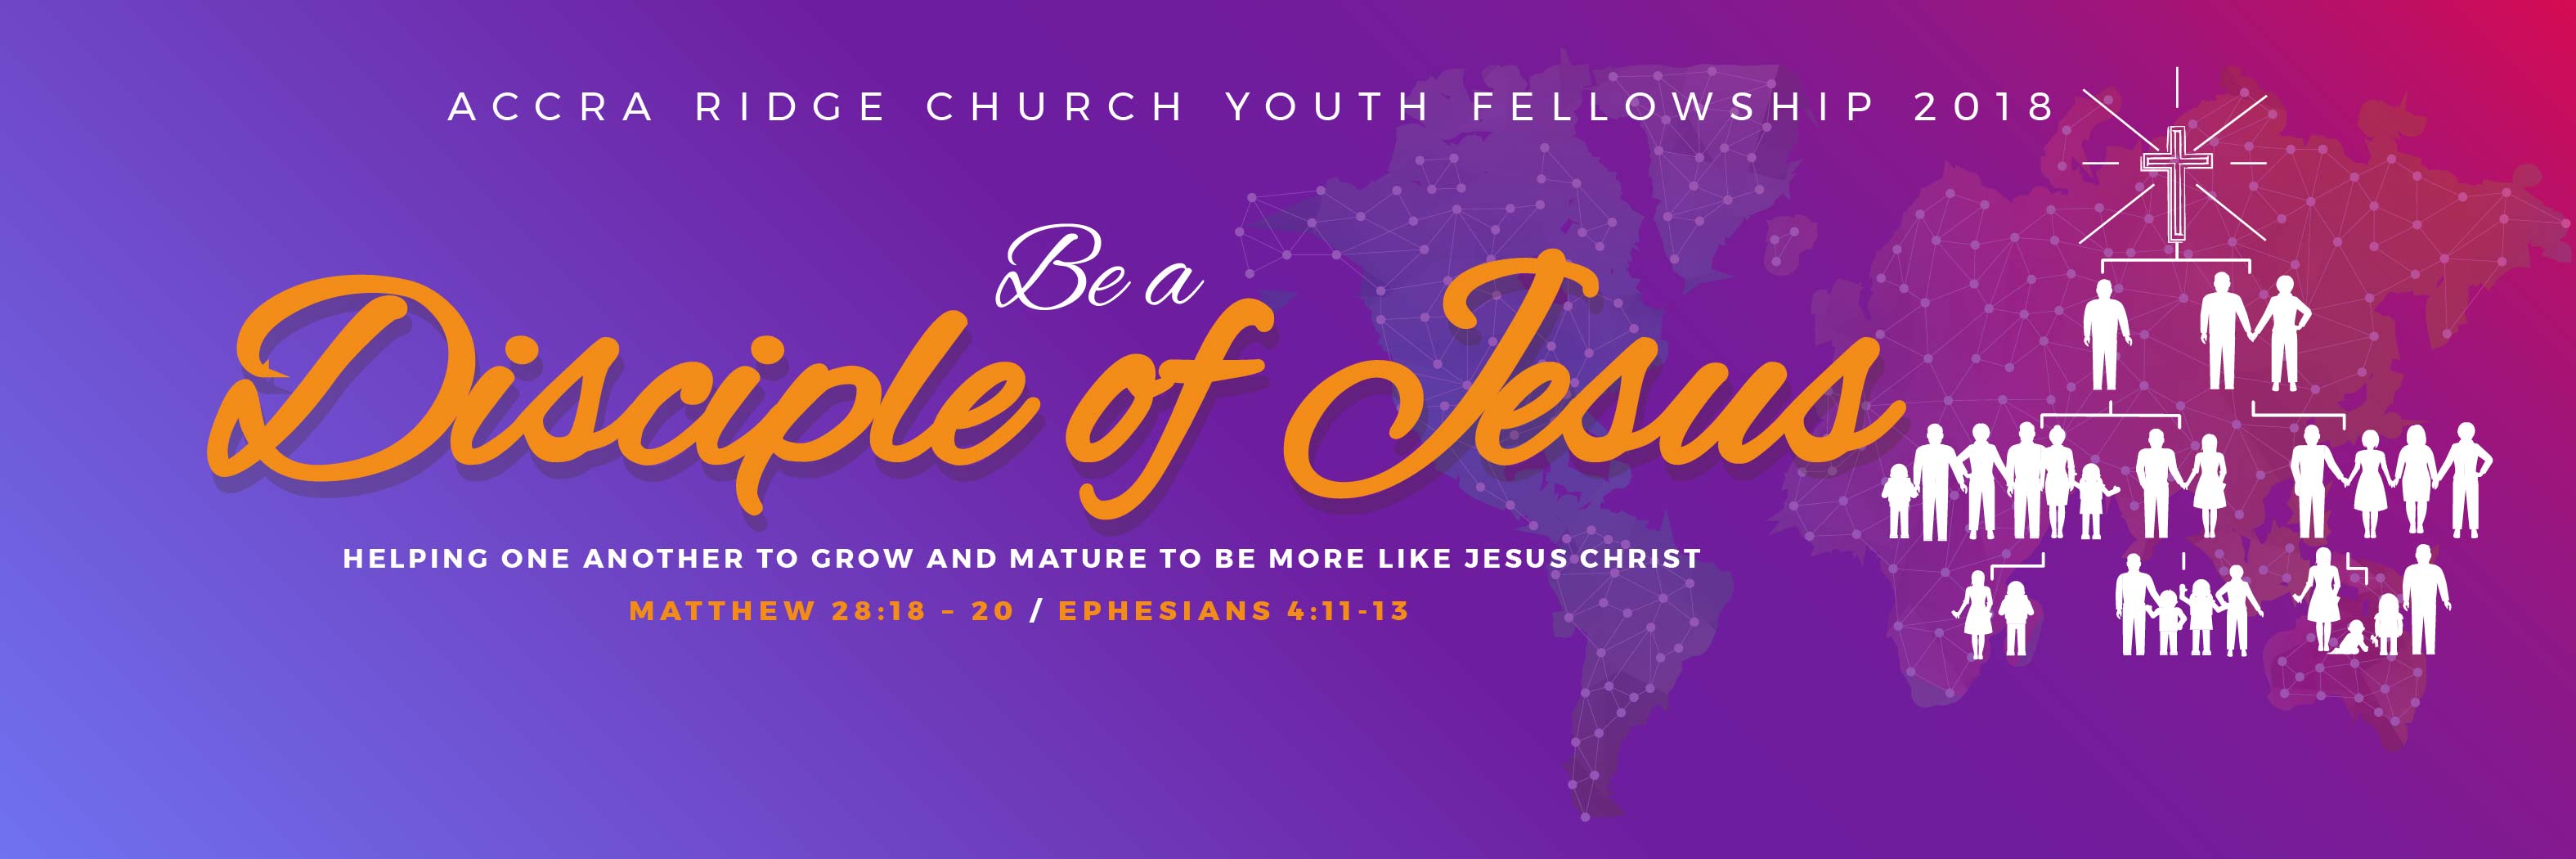 ACCRA RIDGE CHURCH YOUTH FELLOWSHIP 2018
Be a
Disciple of Jesus
HELPING ONE ANOTHER TO GROW AND MATURE TO BE MORE LIKE JESUS CHRIST
MATTHEW 28:18 – 20 / EPHESIANS 4:11-13